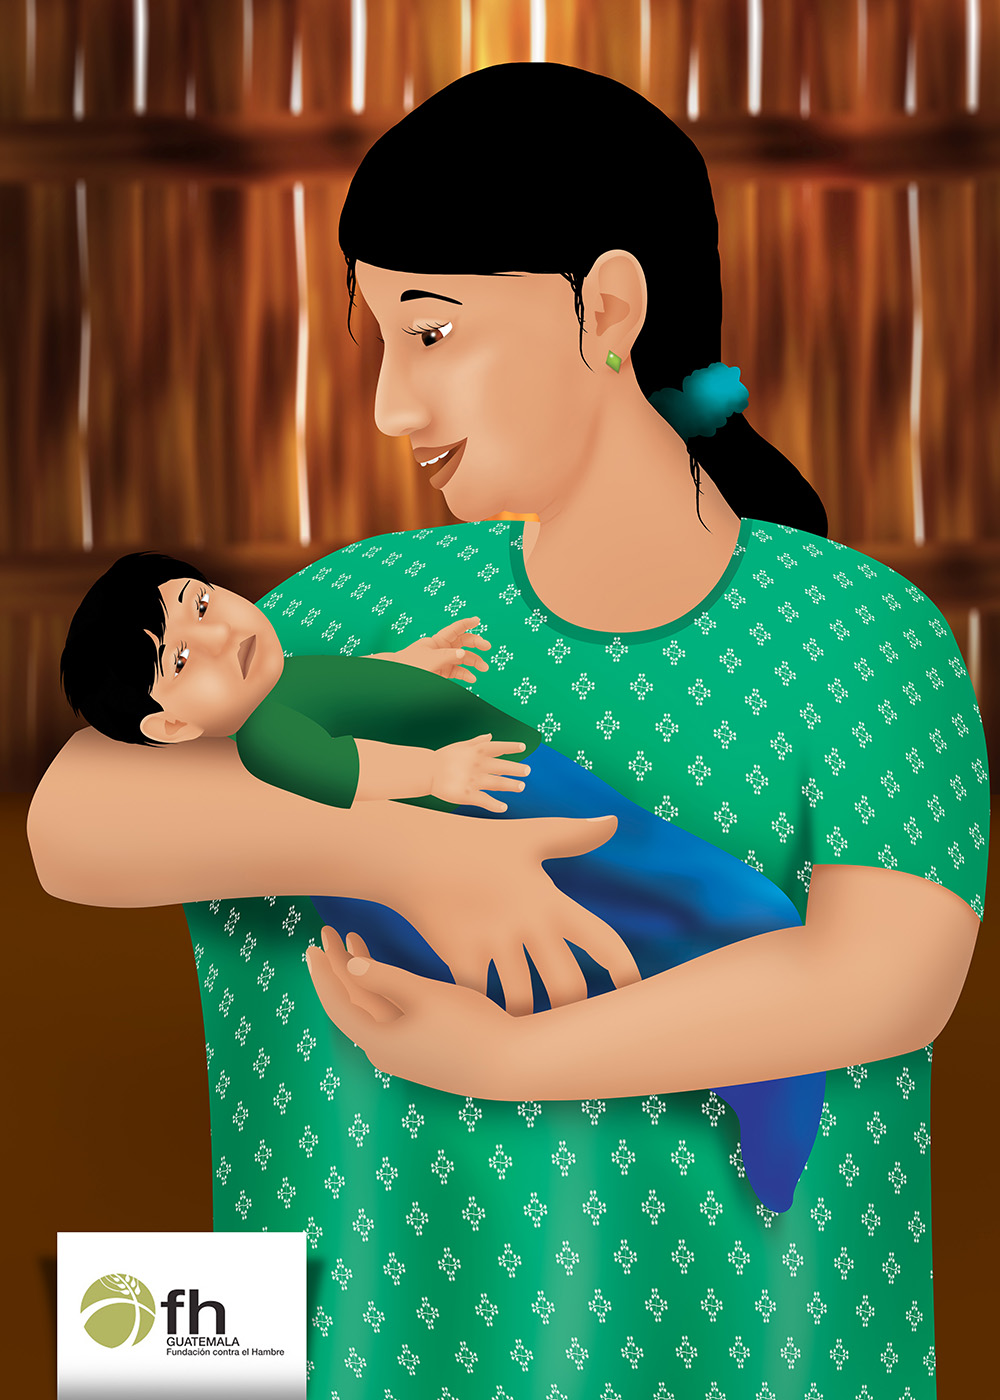 fh
GUATEMALA
Fundación contra el Hambre